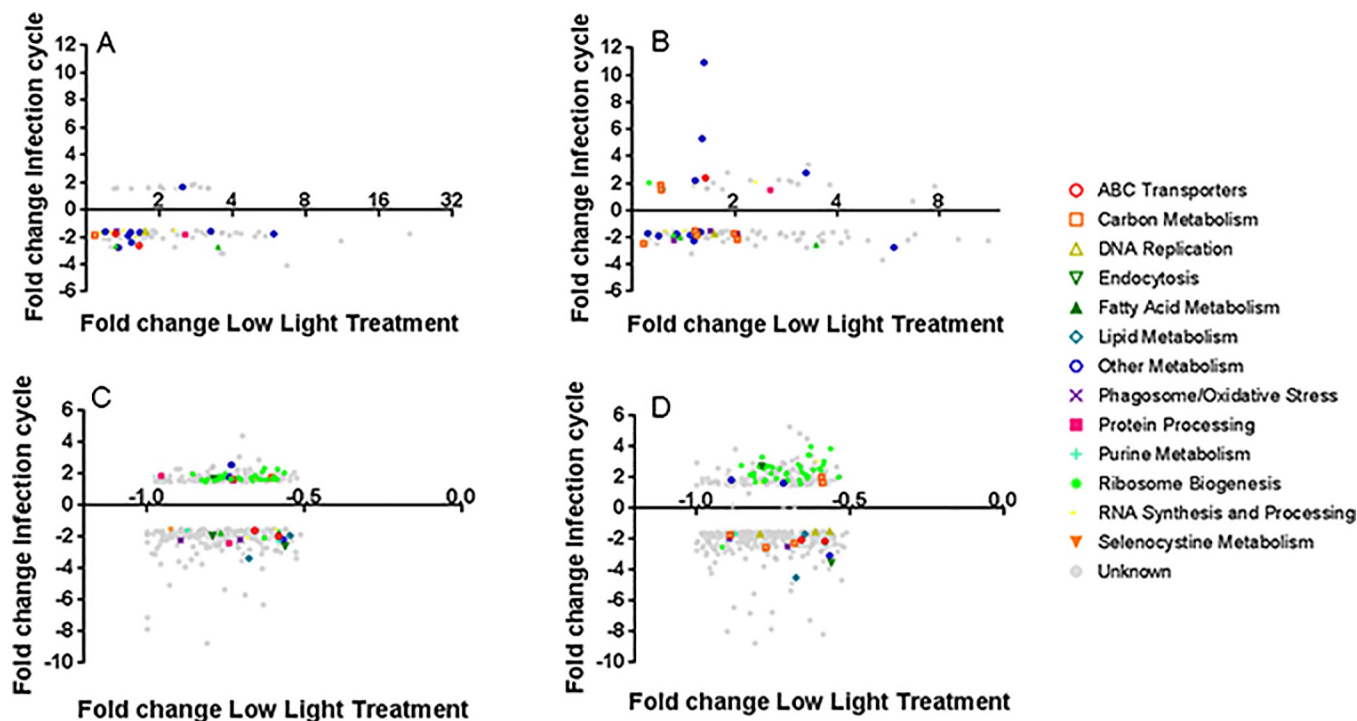 A
Fold change Infection cycle
12
10
8
6
4
2
0
-2
-4
-6
2 4 8 16 32
Fold change Low Light Treatment
B
Fold change Infection cycle
12
10
8
6
4
2
0
-2
-4
-6
2 4 8
Fold change Low Light Treatment
C
Fold change Infection cycle
6
4
2
0
-2
-4
-6
-8
-10
-1.0 -0.5 0.0
Fold change Low Light Treatment
D
Fold change Infection cycle
6
4
2
0
-2
-4
-6
-8
-10
-1.0 -0.5 0.0
Fold change Low Light Treatment
ABC Transporters
Carbon Metabolism
DNA Replication
Endocytosis
Fatty Acid Metabolism
Lipid Metabolism
Other Metabolism
Phagosome/Oxidative Stress
Protein Processing
Purine Metabolism
Ribosome Biogenesis
RNA Synthesis and Processing
Selenocystine Metabolism
Unknown